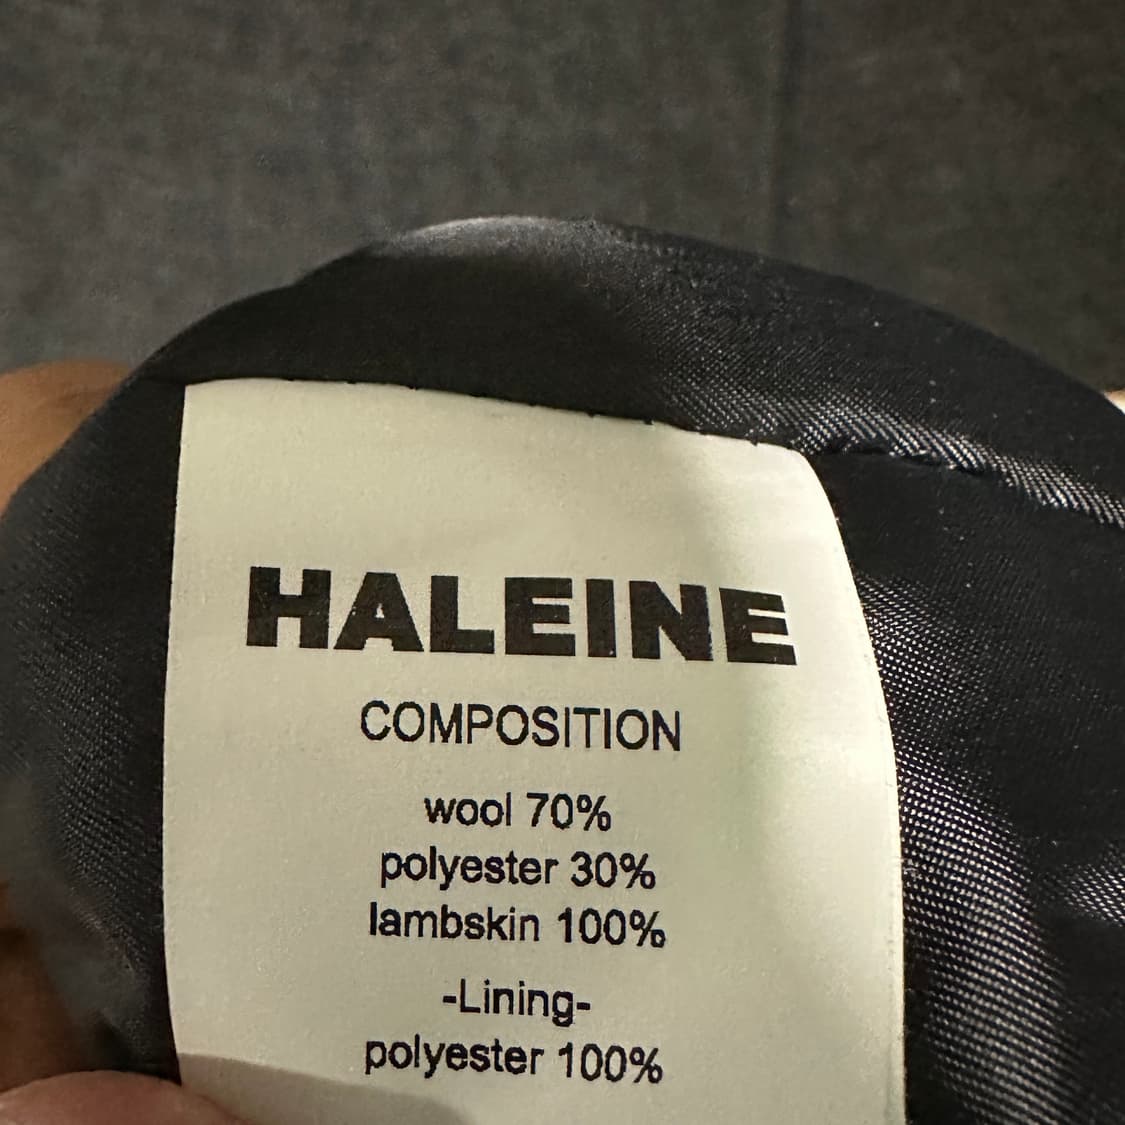 HALEINE
COMPOSITION
wool 70%
polyester 30%
lambskin 100%
-Lining-
polyester 100%